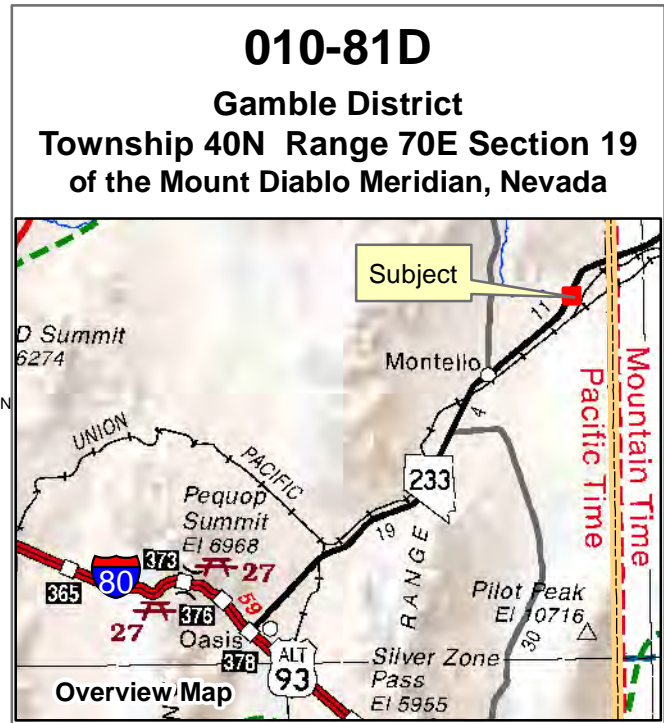 010-81D
Gamble District
Township 40N Range 70E Section 19
of the Mount Diablo Meridian, Nevada
Subject
D Summit
6274
11
Montello
Mountain Time
Pacific Time
N
4
UNION
PACIFIC
233
Pequop
Summit
El 6968
19
RANGE
373
27
80
365
376
59
Pilot Peak
El 10716
27
Oasis
30
378
ALT
93
Silver Zone
Pass
El 5955
Overview Map